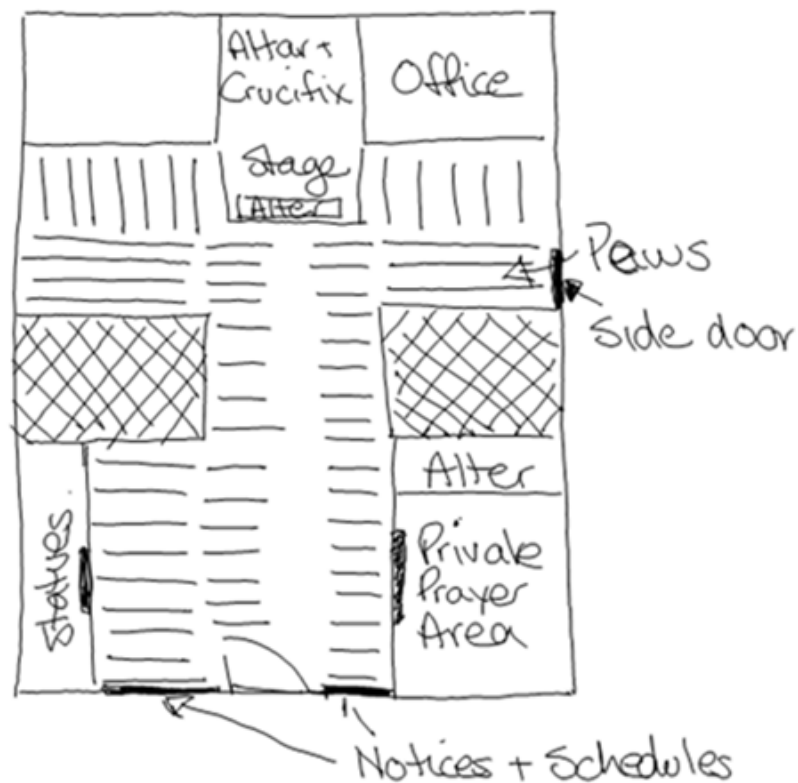 Altar +
Crucifix
Office
Stage
Alter
Pews
Side door
Alter
Statues.
Private
Prayer
Area
Notices + Schedules